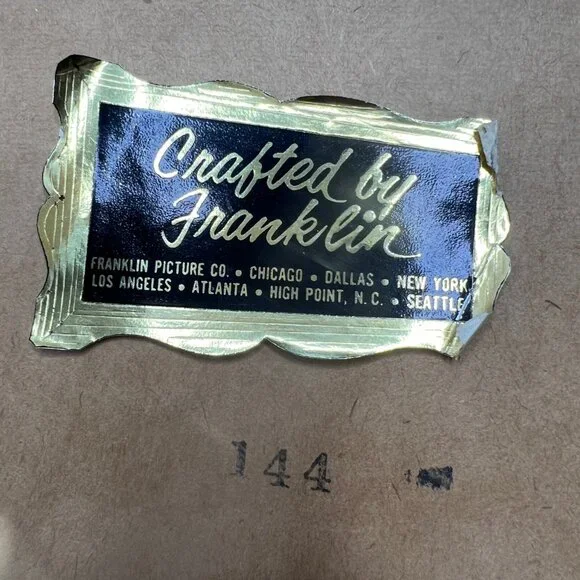 Crafted by
Franklin
FRANKLIN PICTURE CO. • CHICAGO • DALLAS • NEW YORK
LOS ANGELES • ATLANTA • HIGH POINT, N. C. • SEATTLE
144